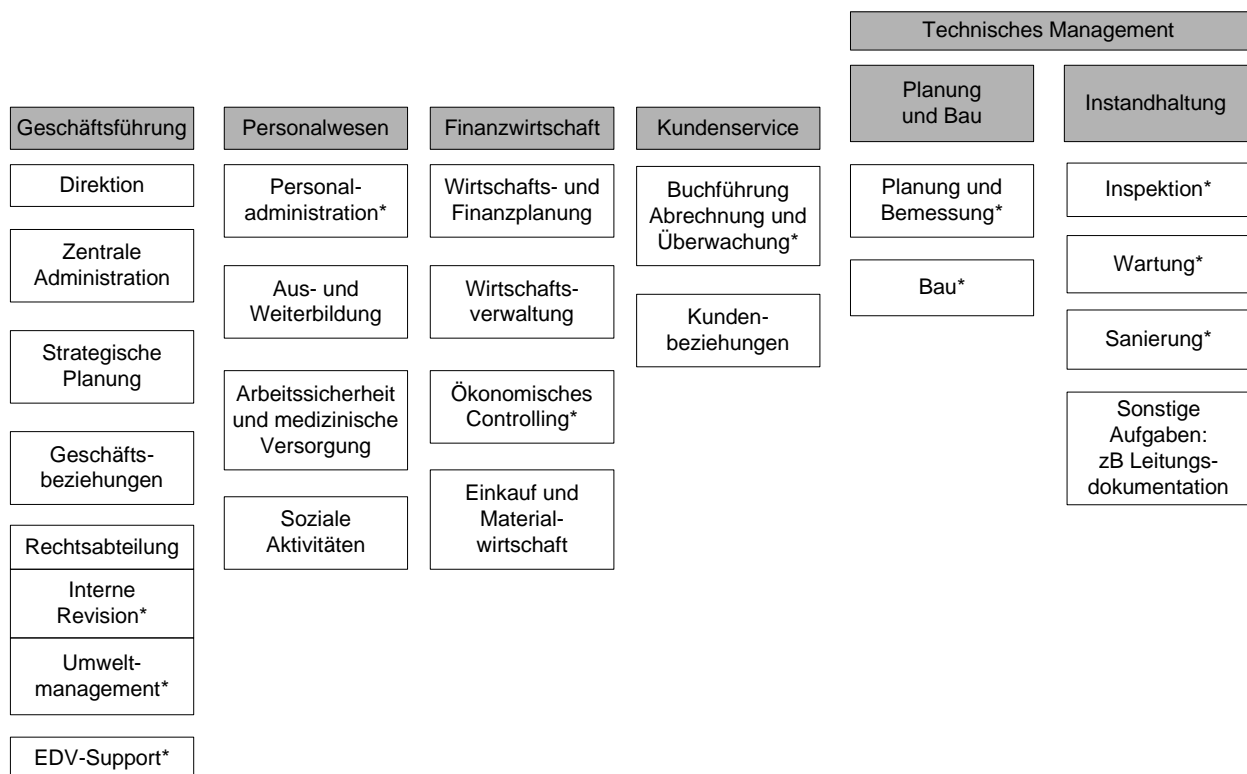 Technisches Management
Geschäftsführung
Direktion
Zentrale
Administration
Strategische
Planung
Geschäfts-
beziehungen
Rechtsabteilung
Interne
Revision*
Umwelt-
management*
EDV-Support*
Personalwesen
Personal-
administration*
Aus- und
Weiterbildung
Arbeitssicherheit
und medizinische
Versorgung
Soziale
Aktivitäten
Finanzwirtschaft
Wirtschafts- und
Finanzplanung
Wirtschafts-
verwaltung
Ökonomisches
Controlling*
Einkauf und
Material-
wirtschaft
Kundenservice
Buchführung
Abrechnung und
Überwachung*
Kunden-
beziehungen
Planung
und Bau
Planung und
Bemessung*
Bau*
Instandhaltung
Inspektion*
Wartung*
Sanierung*
Sonstige
Aufgaben:
zB Leitungs-
dokumentation